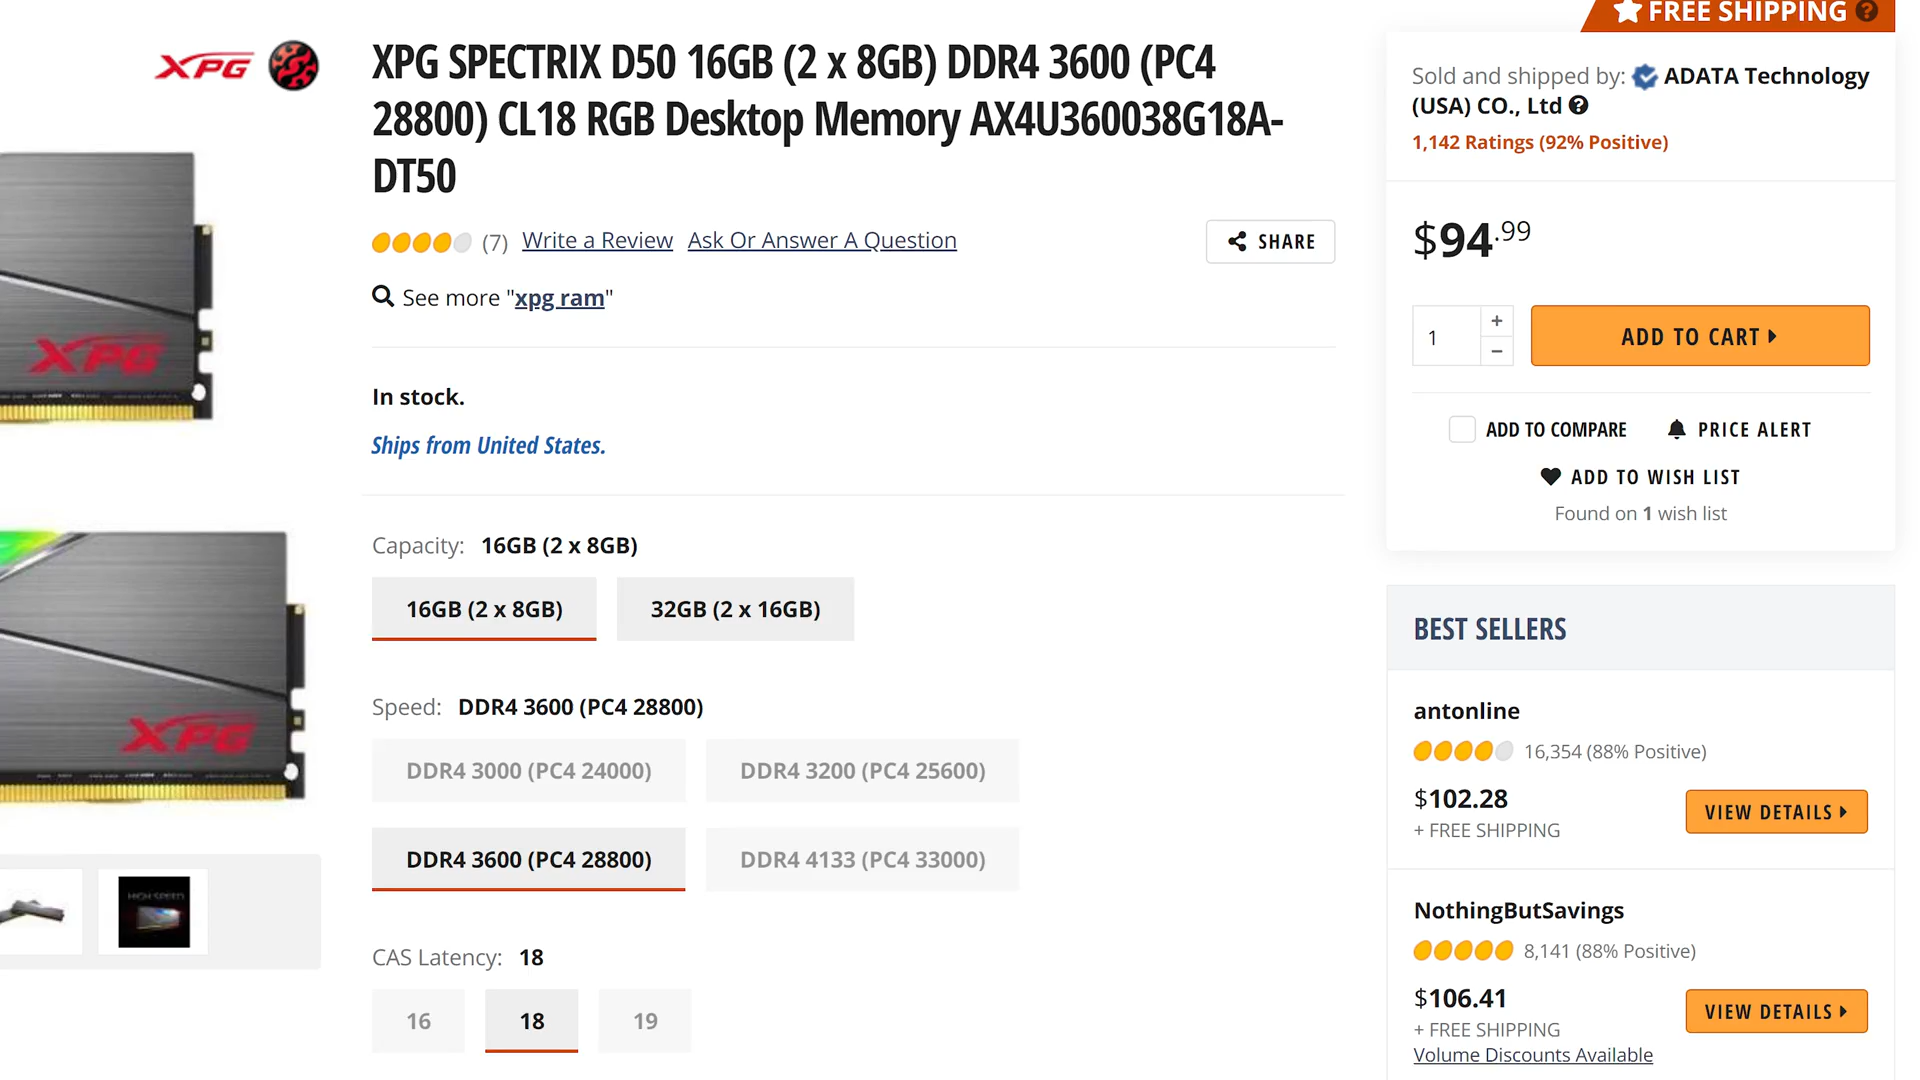 FREE SHIPPING ?
XPG
XPG SPECTRIX D50 16GB (2 x 8GB) DDR4 3600 (PC4
28800) CL18 RGB Desktop Memory AX4U360038G18A-
DT50
(7) Write a Review Ask Or Answer A Question
SHARE
See more "xpg ram"
In stock.
Ships from United States.
XPG
XPG
HIGH SPEED
Capacity: 16GB (2 x 8GB)
16GB (2 x 8GB) 32GB (2 x 16GB)
Speed: DDR4 3600 (PC4 28800)
DDR4 3000 (PC4 24000) DDR4 3200 (PC4 25600)
DDR4 3600 (PC4 28800) DDR4 4133 (PC4 33000)
CAS Latency: 18
16 18 19
Sold and shipped by: ADATA Technology
(USA) CO., Ltd ?
1,142 Ratings (92% Positive)
$94.99
1 + −
ADD TO CART
ADD TO COMPARE PRICE ALERT
ADD TO WISH LIST
Found on 1 wish list
BEST SELLERS
antonline
16,354 (88% Positive)
$102.28
+ FREE SHIPPING
VIEW DETAILS
NothingButSavings
8,141 (88% Positive)
$106.41
+ FREE SHIPPING
VIEW DETAILS
Volume Discounts Available